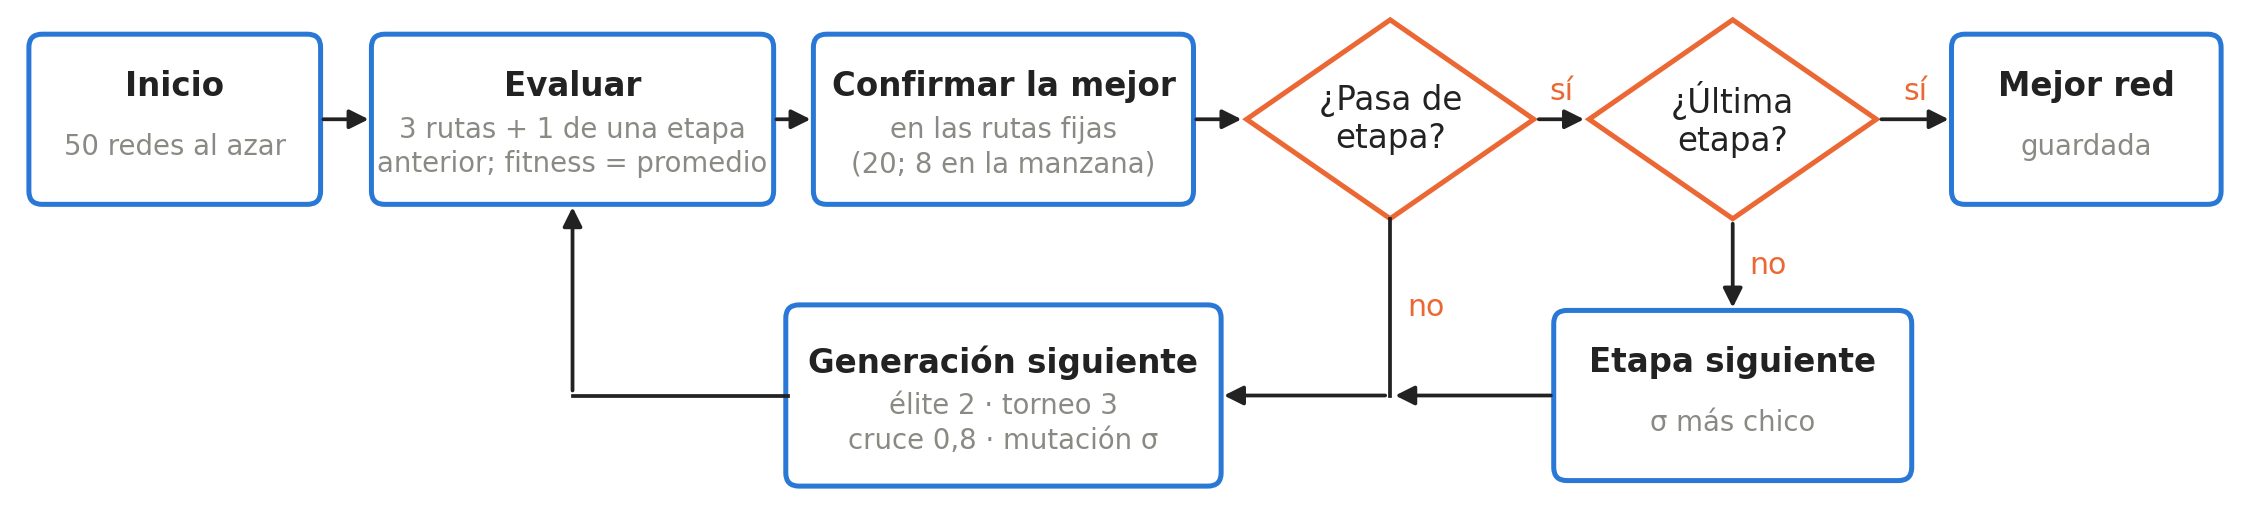 Inicio
50 redes al azar
Evaluar
3 rutas + 1 de una etapa
anterior; fitness = promedio
Confirmar la mejor
en las rutas fijas
(20; 8 en la manzana)
¿Pasa de
etapa?
sí
¿Última
etapa?
sí
Mejor red
guardada
no
no
Generación siguiente
élite 2 · torneo 3
cruce 0,8 · mutación σ
Etapa siguiente
σ más chico